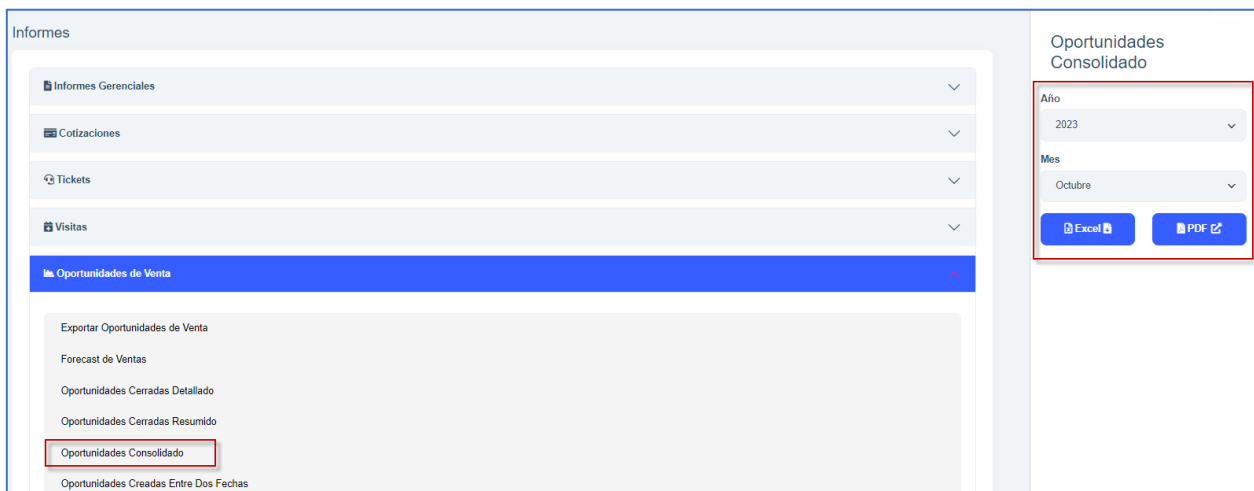 Informes
Informes Gerenciales
Cotizaciones
Tickets
Visitas
Oportunidades de Venta
Exportar Oportunidades de Venta
Forecast de Ventas
Oportunidades Cerradas Detallado
Oportunidades Cerradas Resumido
Oportunidades Consolidado
Oportunidades Creadas Entre Dos Fechas
Oportunidades
Consolidado
Año
2023
Mes
Octubre
Excel
PDF